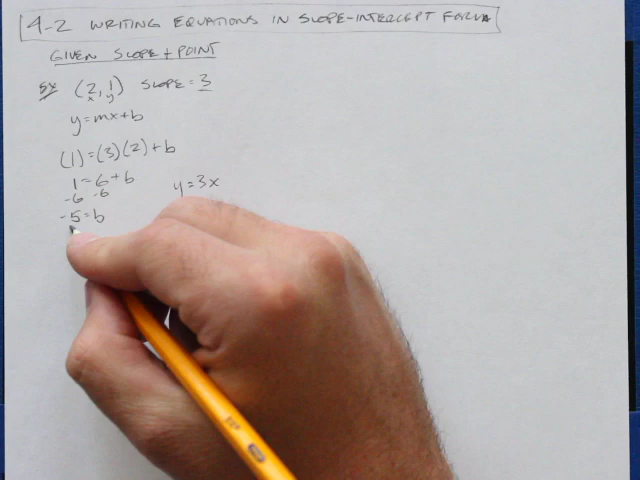 4-2 WRITING EQUATIONS IN SLOPE-INTERCEPT FORM
GIVEN SLOPE + POINT
EX (2,1) SLOPE = 3
x y
y=mx+b
(1)=(3)(2)+b
1=6+b
-6 -6
y=3x
-5=b